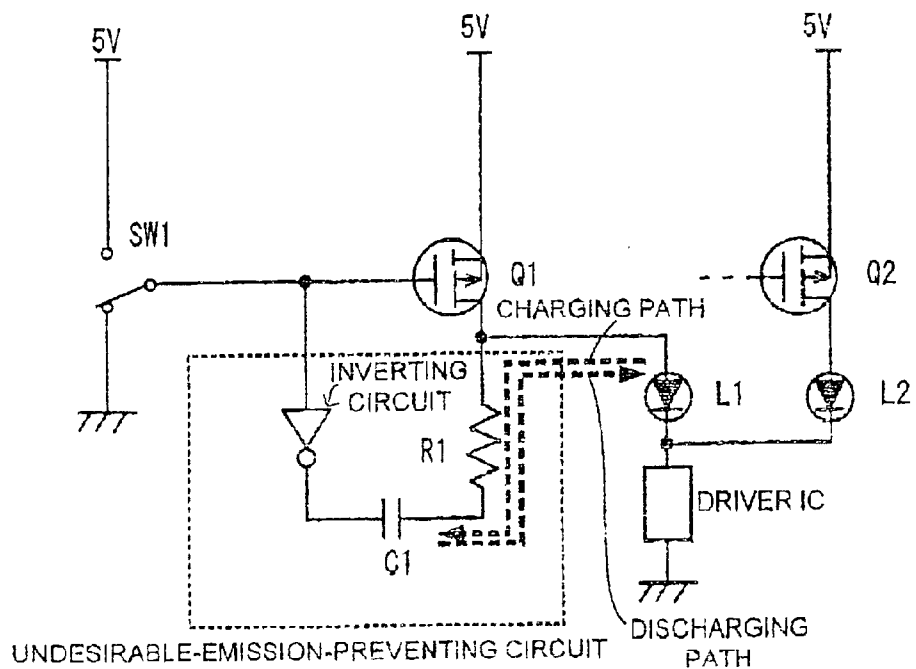 5V
5V
5V
SW1
Q1
Q2
CHARGING PATH
INVERTING
CIRCUIT
L1
L2
R1
DRIVER IC
C1
DISCHARGING
PATH
UNDESIRABLE-EMISSION-PREVENTING CIRCUIT